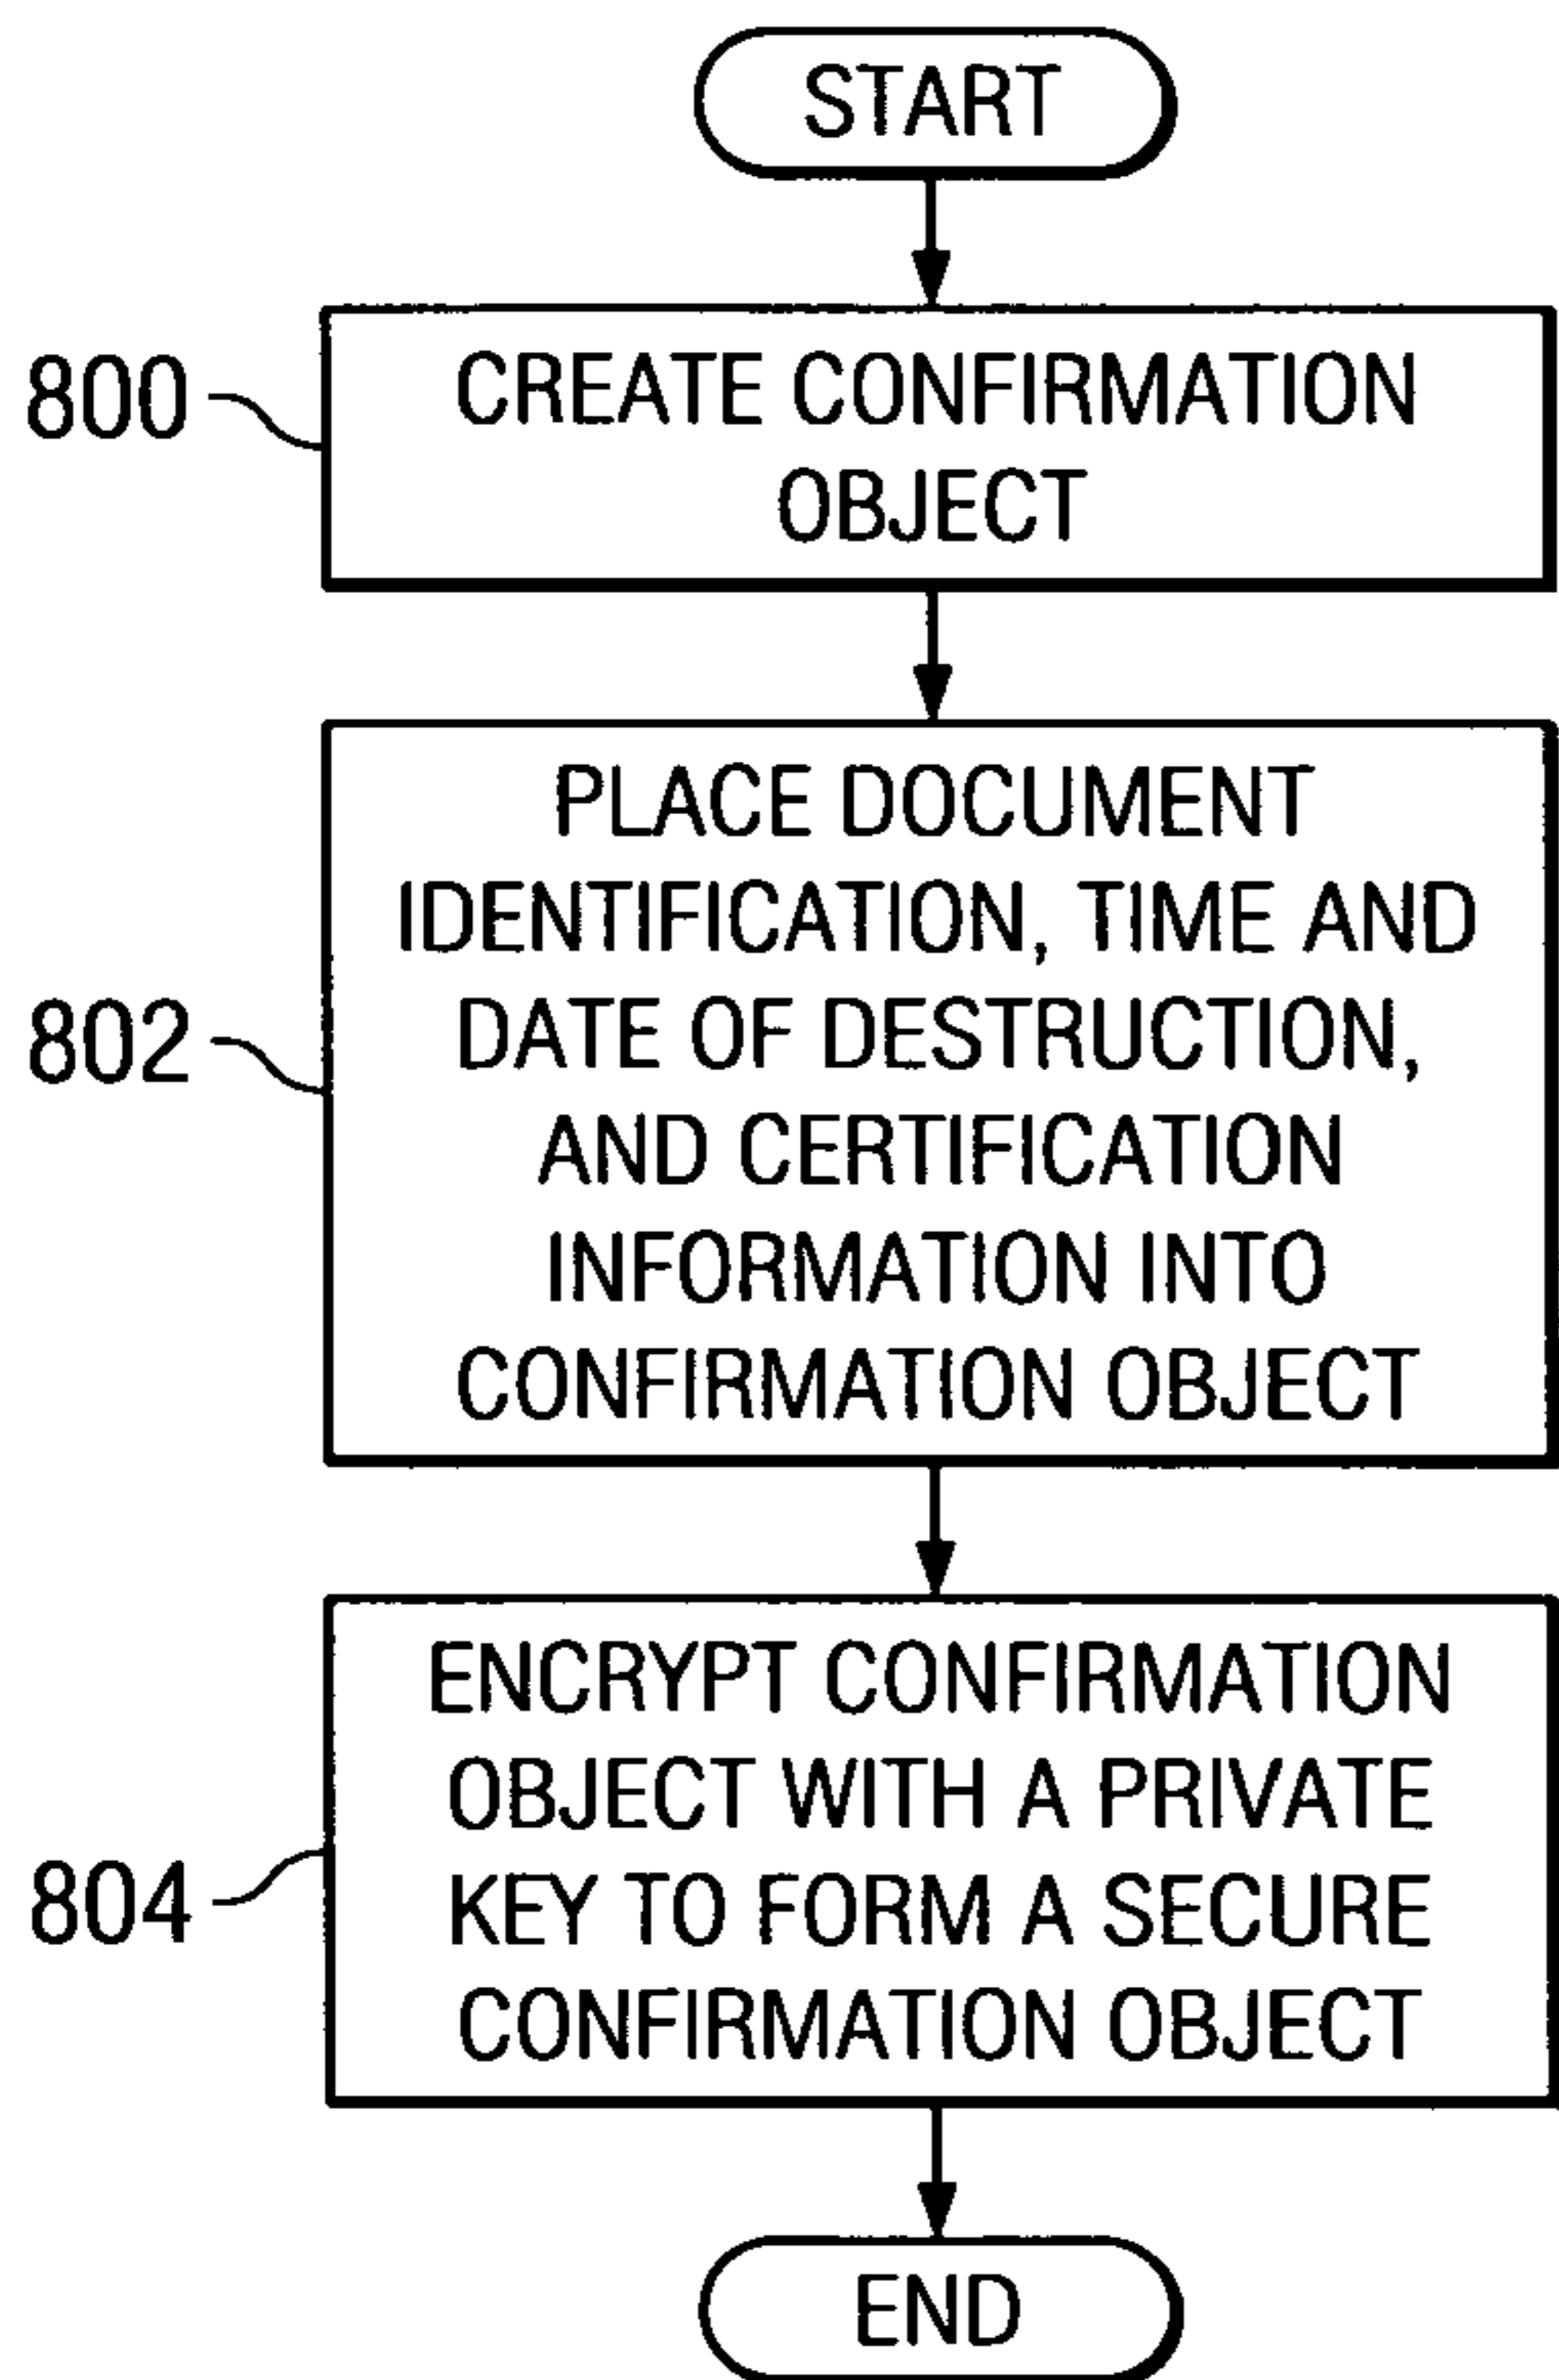 START
800
CREATE CONFIRMATION
OBJECT
802
PLACE DOCUMENT
IDENTIFICATION, TIME AND
DATE OF DESTRUCTION,
AND CERTIFICATION
INFORMATION INTO
CONFIRMATION OBJECT
804
ENCRYPT CONFIRMATION
OBJECT WITH A PRIVATE
KEY TO FORM A SECURE
CONFIRMATION OBJECT
END